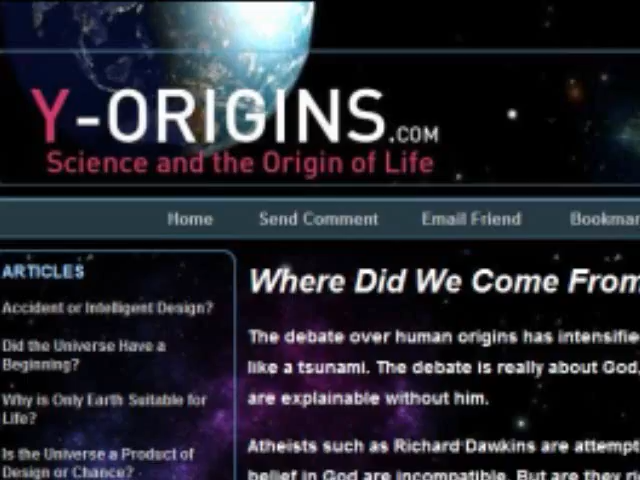 Y-ORIGINS.COM
Science and the Origin of Life
Home Send Comment Email Friend Bookmar
ARTICLES
Accident or Intelligent Design?
Did the Universe Have a
Beginning?
Why is Only Earth Suitable for
Life?
Is the Universe a Product of
Design or Chance?
Where Did We Come From
The debate over human origins has intensifie
like a tsunami. The debate is really about God,
are explainable without him.
Atheists such as Richard Dawkins are attempt
belief in God are incompatible. But are they ri